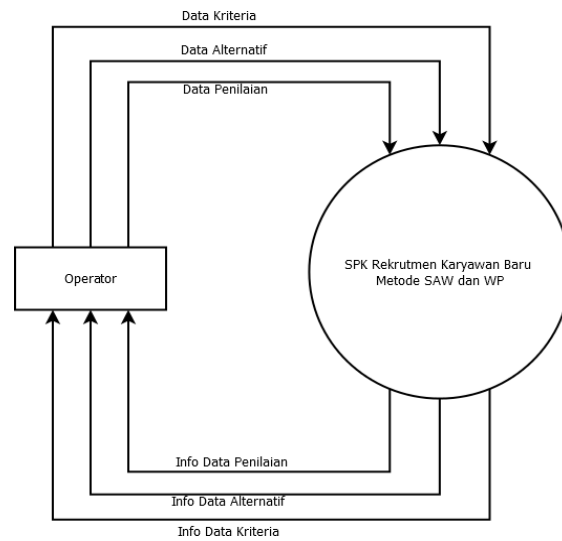 Data Kriteria
Data Alternatif
Data Penilaian
Operator
SPK Rekrutmen Karyawan Baru
Metode SAW dan WP
Info Data Penilaian
Info Data Alternatif
Info Data Kriteria